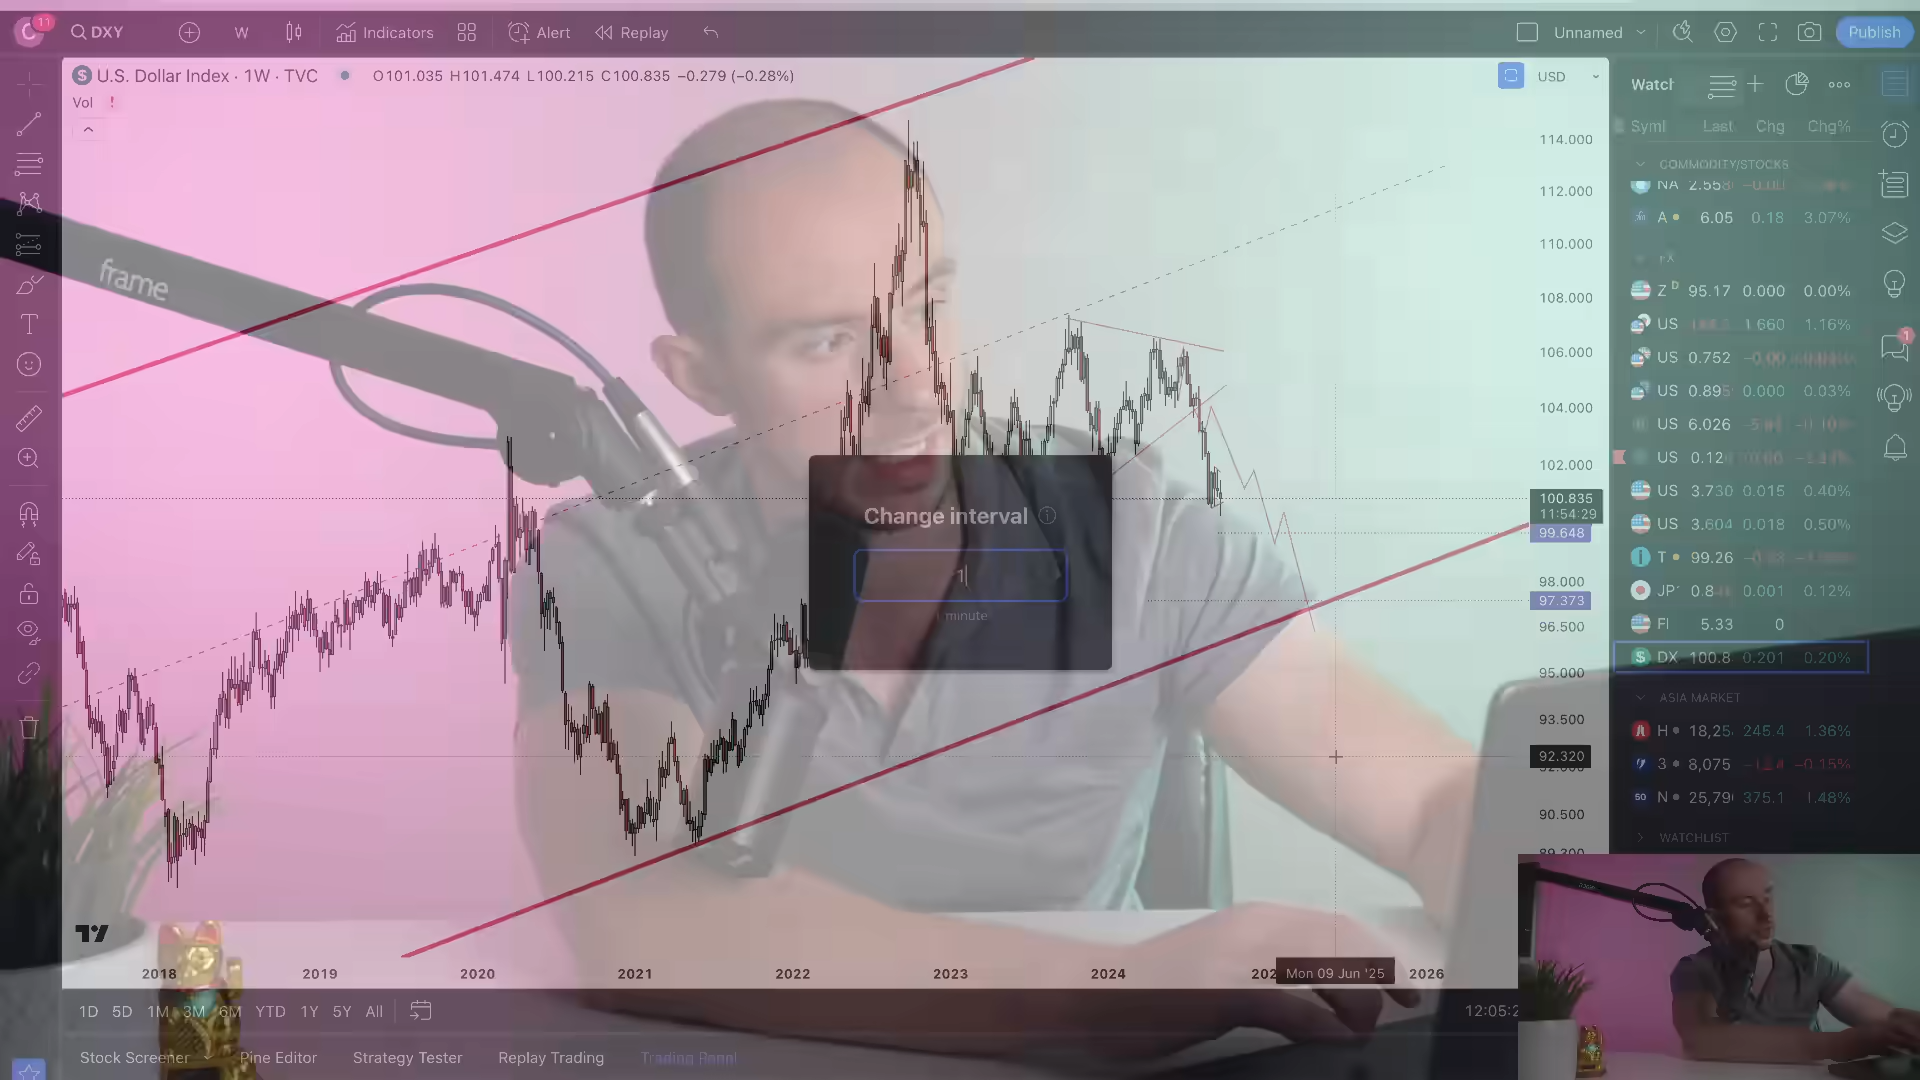 11
DXY
W
Indicators
Alert
Replay
Unnamed
Publish
U.S. Dollar Index · 1W · TVC
O101.035 H101.474 L100.215 C100.835 −0.279 (−0.28%)
USD
Vol !
frame
114.000
112.000
110.000
108.000
106.000
104.000
102.000
100.835
11:54:29
99.648
98.000
97.373
96.500
95.000
93.500
92.320
90.500
Change interval
1
minute
2018
2019
2020
2021
2022
2023
2024
Mon 09 Jun '25
2026
1D 5D 1M 3M 6M YTD 1Y 5Y All
12:05:2
Stock Screener
Pine Editor
Strategy Tester
Replay Trading
Watch
Syml Last Chg Chg%
COMMODITY/STOCKS
NA
A 6.05 0.18 3.07%
Z D 95.17 0.000 0.00%
US 1.16%
US 0.752
US 0.895 0.000 0.03%
US 6.026
US 0.12
US 3.730 0.015 0.40%
US 3.604 0.018 0.50%
T 99.26
JP 0.001 0.12%
FI 5.33 0
DX 100.8 0.201 0.20%
ASIA MARKET
H 18,25 245.4 1.36%
3 8,075 −0.15%
N 25,79 375.1 1.48%
WATCHLIST
1